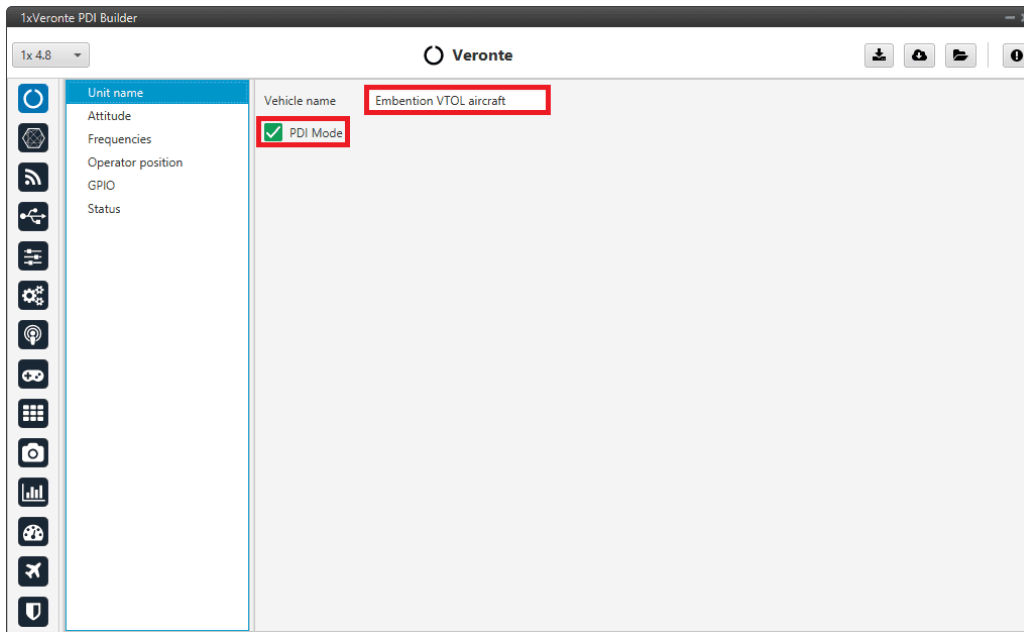 1xVeronte PDI Builder
1x 4.8
Veronte
Unit name
Attitude
Frequencies
Operator position
GPIO
Status
Vehicle name
Embention VTOL aircraft
PDI Mode